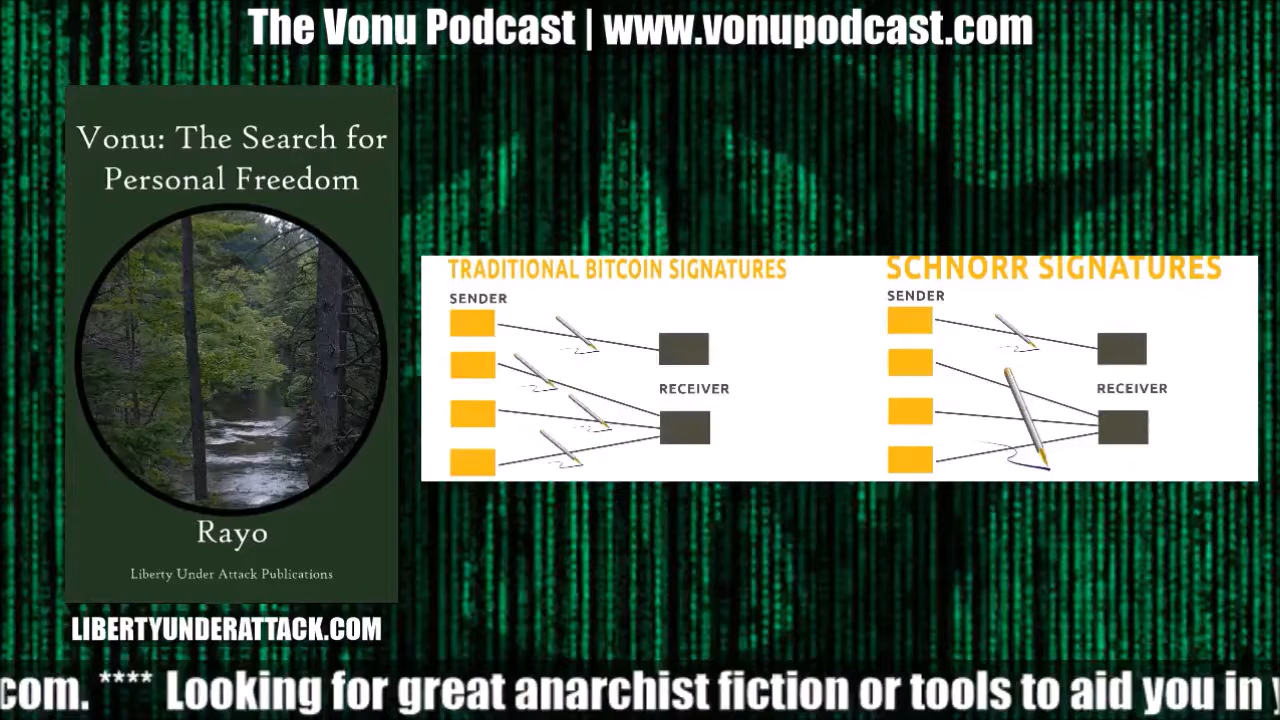 The Vonu Podcast | www.vonupodcast.com
Vonu: The Search for
Personal Freedom
Rayo
Liberty Under Attack Publications
LIBERTYUNDERATTACK.COM
TRADITIONAL BITCOIN SIGNATURES
SENDER
RECEIVER
SCHNORR SIGNATURES
SENDER
RECEIVER
com. **** Looking for great anarchist fiction or tools to aid you in